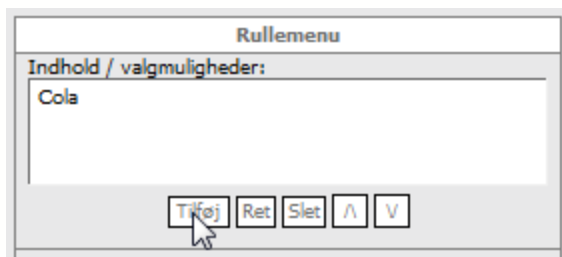 Rullemenu
Indhold / valgmuligheder:
Cola
Tilføj Ret Slet /\ \/